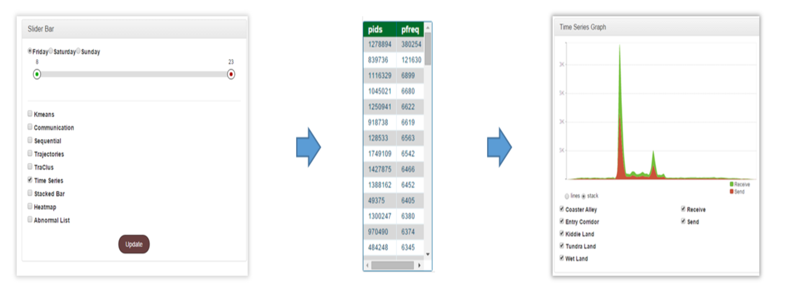 Slider Bar
Friday Saturday Sunday
8 23
Kmeans
Communication
Sequential
Trajectories
TraClus
Time Series
Stacked Bar
Heatmap
Abnormal List
Update
pids pfreq
1278894 380254
839736 121630
1116329 6899
1045021 6680
1250941 6622
918738 6619
128533 6563
1749109 6542
1427875 6466
1388162 6452
49375 6405
1300247 6380
970490 6374
484248 6345
Time Series Graph
Receive
Send
lines stack
Coaster Alley Receive
Entry Corridor Send
Kiddie Land
Tundra Land
Wet Land